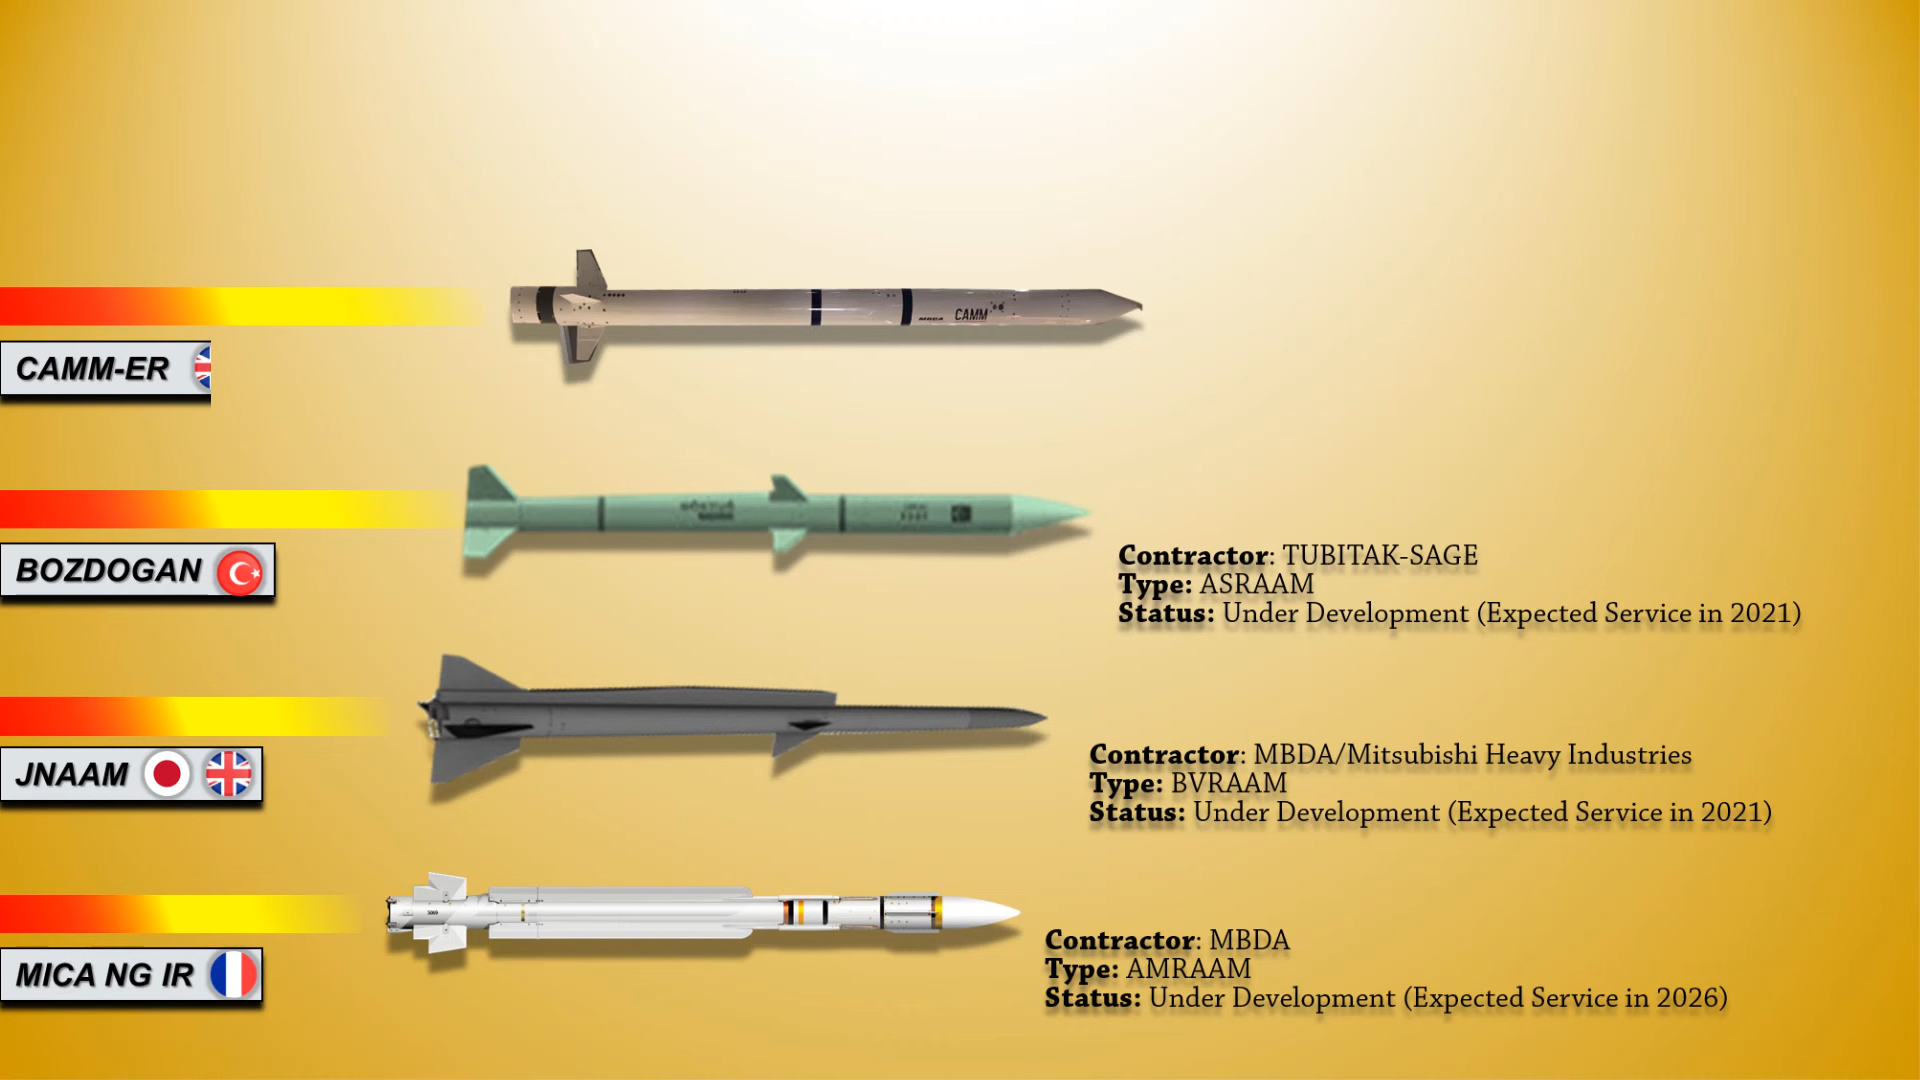 MBDA CAMM
CAMM-ER
BOZDOGAN
Contractor: TUBITAK-SAGE
Type: ASRAAM
Status: Under Development (Expected Service in 2021)
JNAAM
Contractor: MBDA/Mitsubishi Heavy Industries
Type: BVRAAM
Status: Under Development (Expected Service in 2021)
MICA NG IR
Contractor: MBDA
Type: AMRAAM
Status: Under Development (Expected Service in 2026)